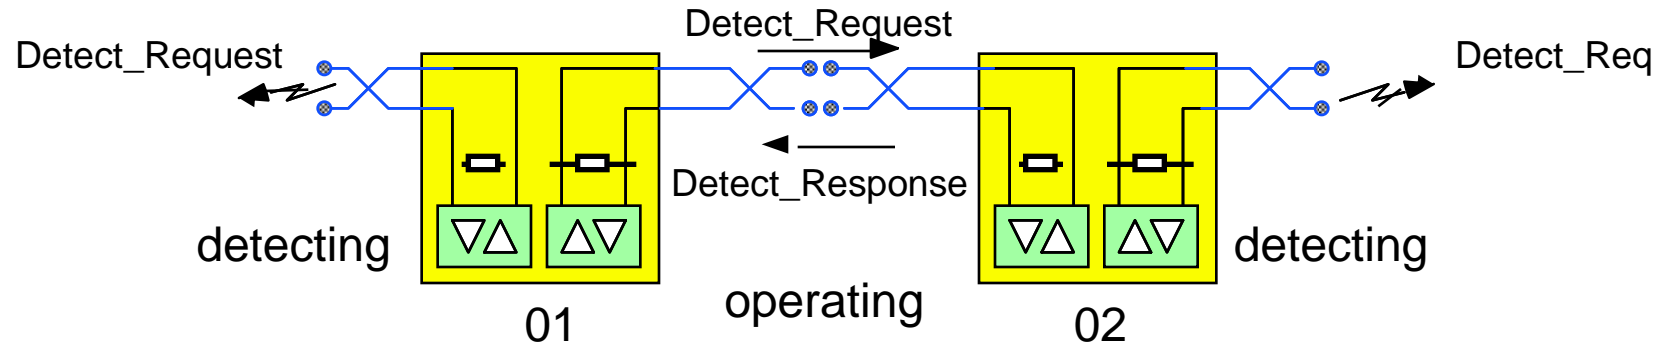 Detect_Request
Detect_Request
Detect_Req
Detect_Response
detecting
detecting
operating
01
02